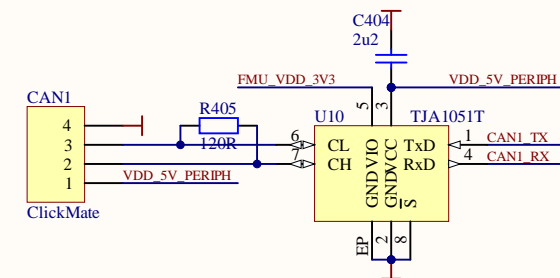 C404
2u2
FMU_VDD_3V3
VDD_5V_PERIPH
CAN1
R405
120R
U10
TJA1051T
4
3
2
1
VDD_5V_PERIPH
ClickMate
5
3
6
7
CL
CH
VIO
VCC
TxD
RxD
1
4
CAN1_TX
CAN1_RX
GND
GND
S
EP
2
8